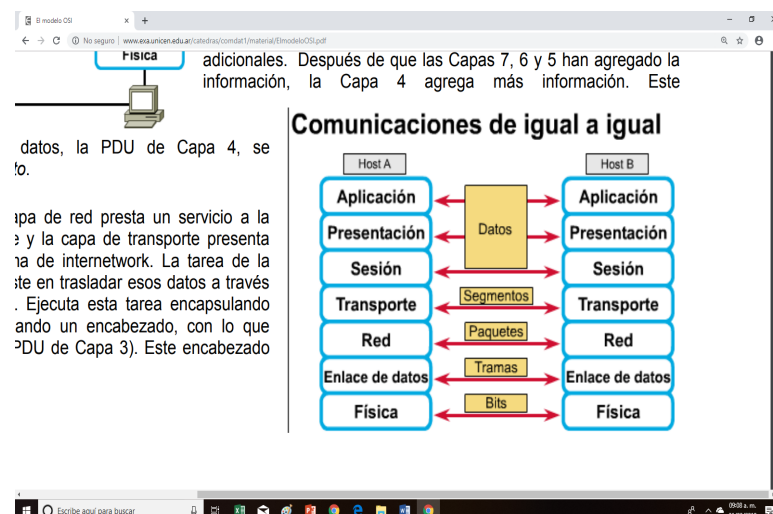 El modelo OSI
No seguro | www.exa.unicen.edu.ar/catedras/comdat1/material/ElmodeloOSI.pdf
Física
adicionales. Después de que las Capas 7, 6 y 5 han agregado la
información, la Capa 4 agrega más información. Este
datos, la PDU de Capa 4, se
to.
apa de red presta un servicio a la
e y la capa de transporte presenta
na de internetwork. La tarea de la
ste en trasladar esos datos a través
. Ejecuta esta tarea encapsulando
ando un encabezado, con lo que
PDU de Capa 3). Este encabezado
Comunicaciones de igual a igual
Host A Host B
Aplicación Aplicación
Presentación Datos Presentación
Sesión Sesión
Transporte Segmentos Transporte
Red Paquetes Red
Enlace de datos Tramas Enlace de datos
Física Bits Física
Escribe aquí para buscar
09:08 a. m.